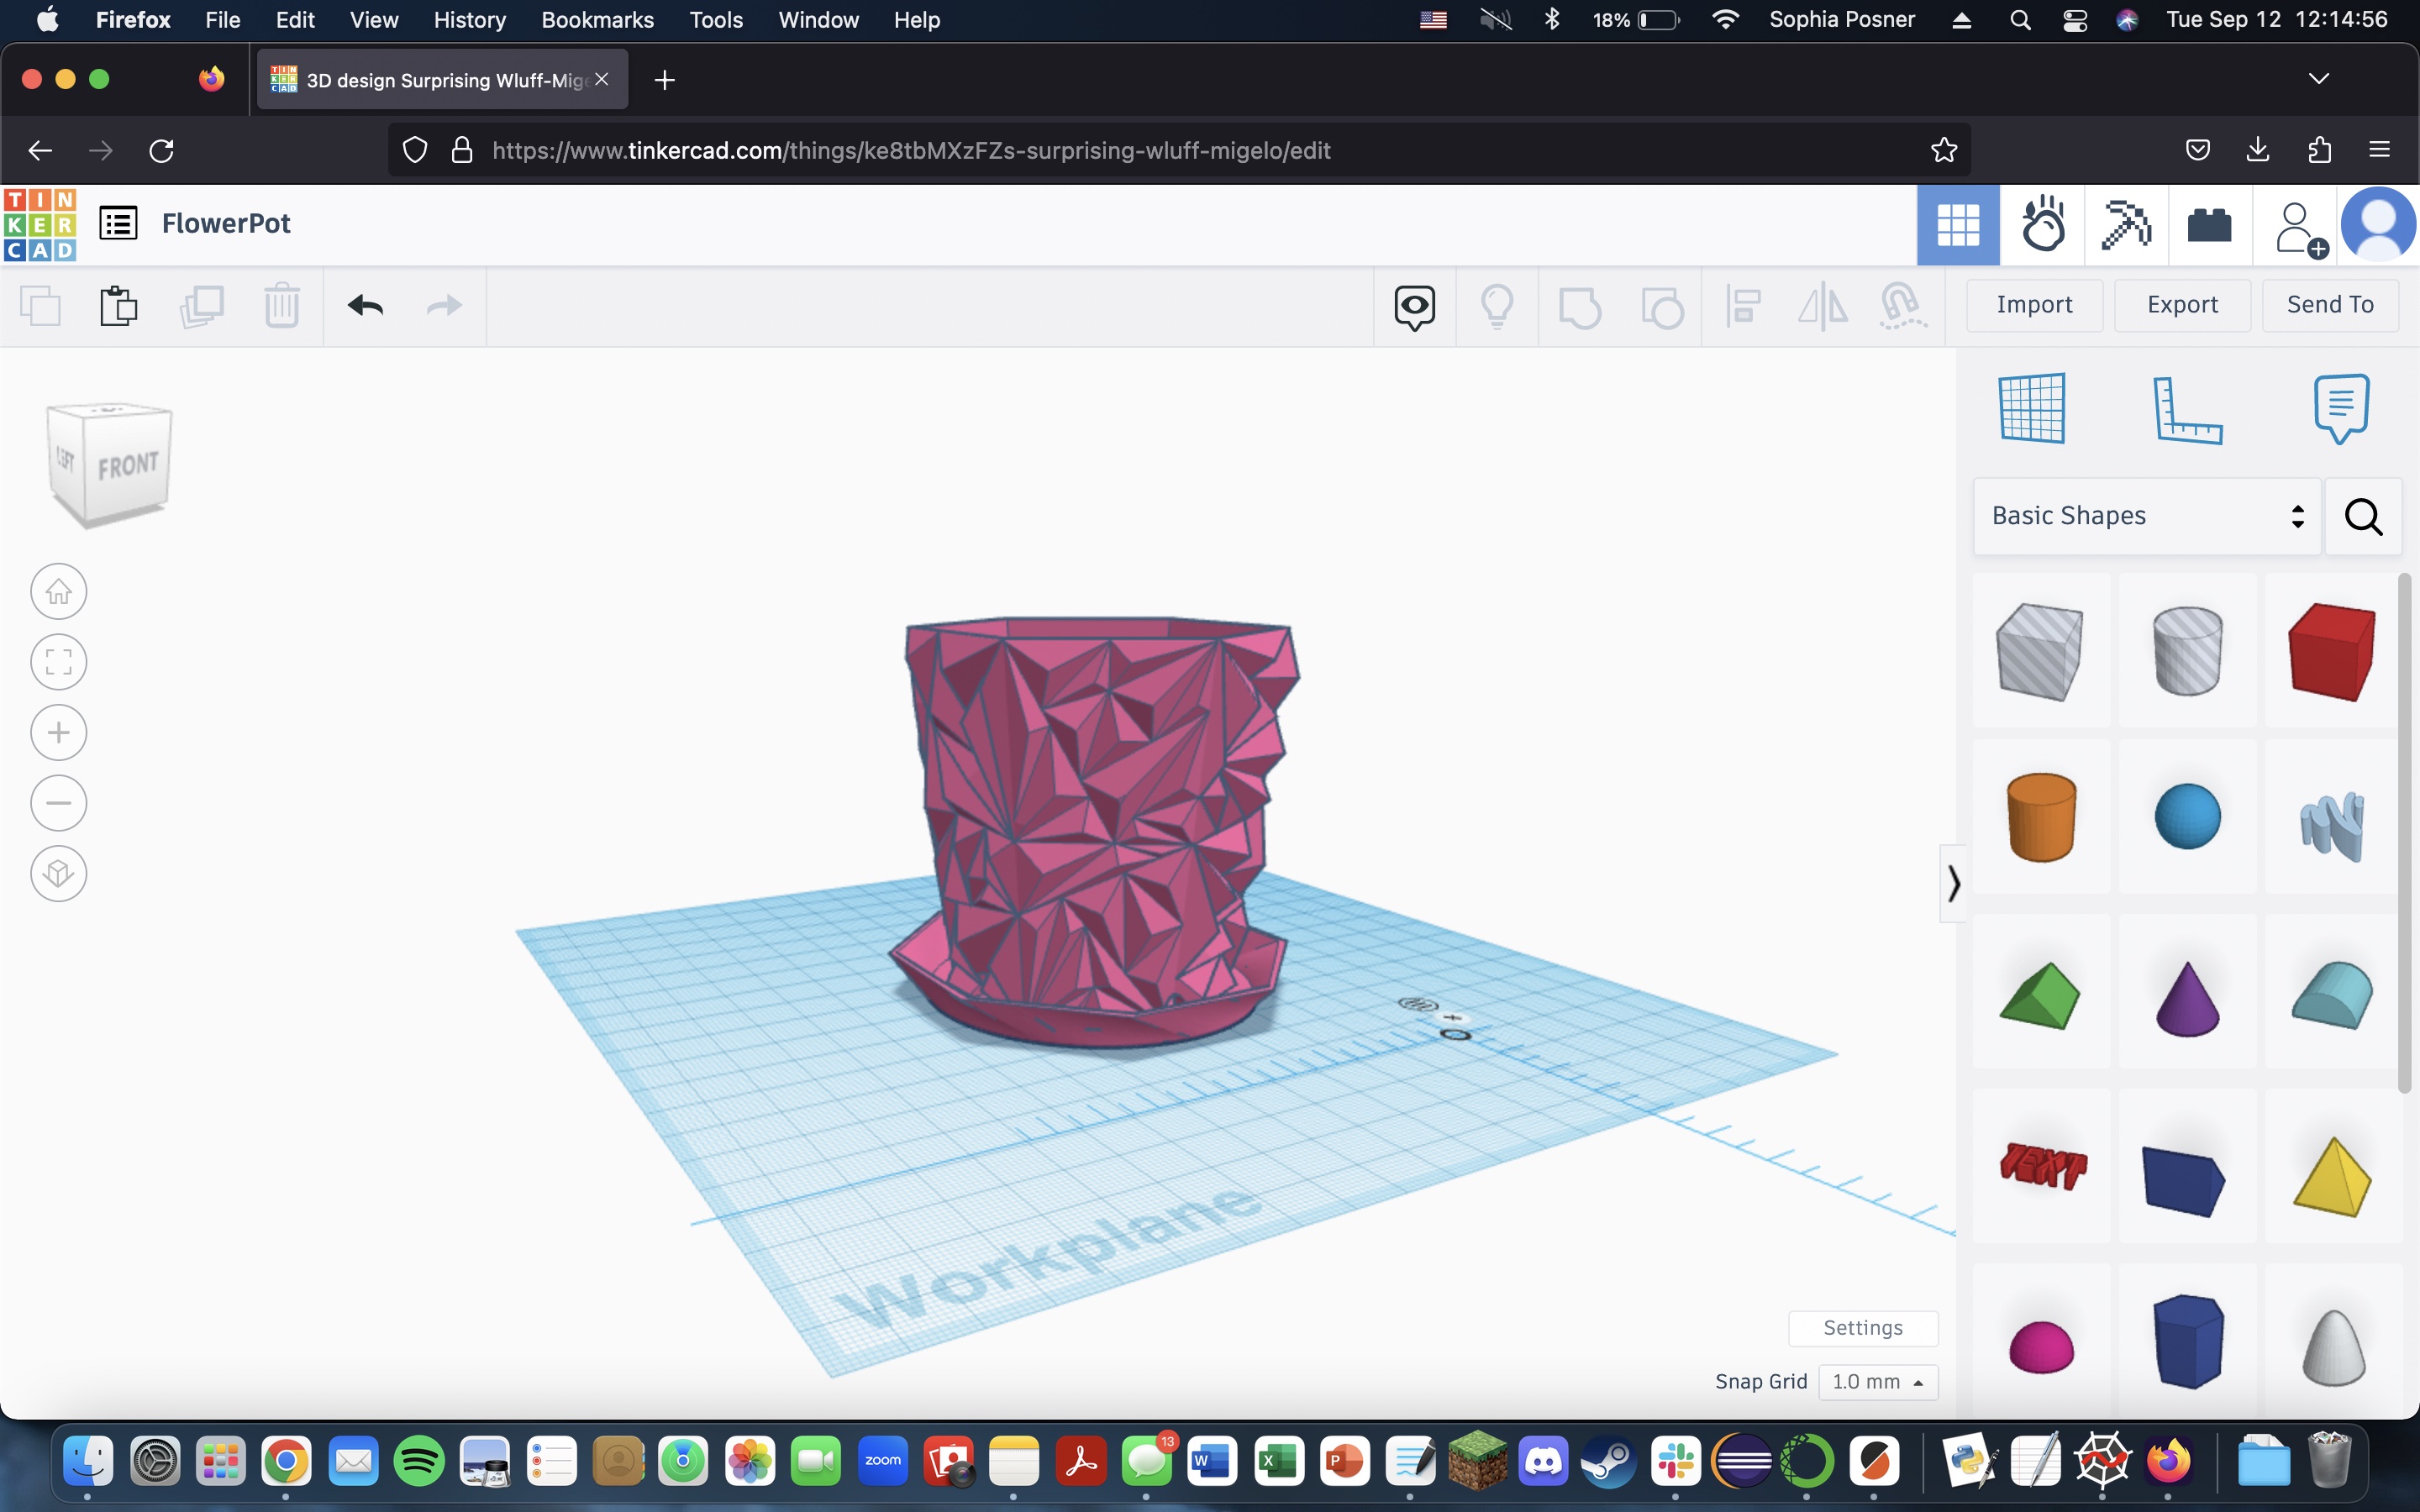 Firefox File Edit View History Bookmarks Tools Window Help 18% Sophia Posner Tue Sep 12 12:14:56
3D design Surprising Wluff-Mige
https://www.tinkercad.com/things/ke8tbMXzFZs-surprising-wluff-migelo/edit
TIN
KER
CAD
FlowerPot
Import Export Send To
LEFT FRONT
Basic Shapes
TEXT
Workplane
Settings
Snap Grid 1.0 mm
13
zoom W X P